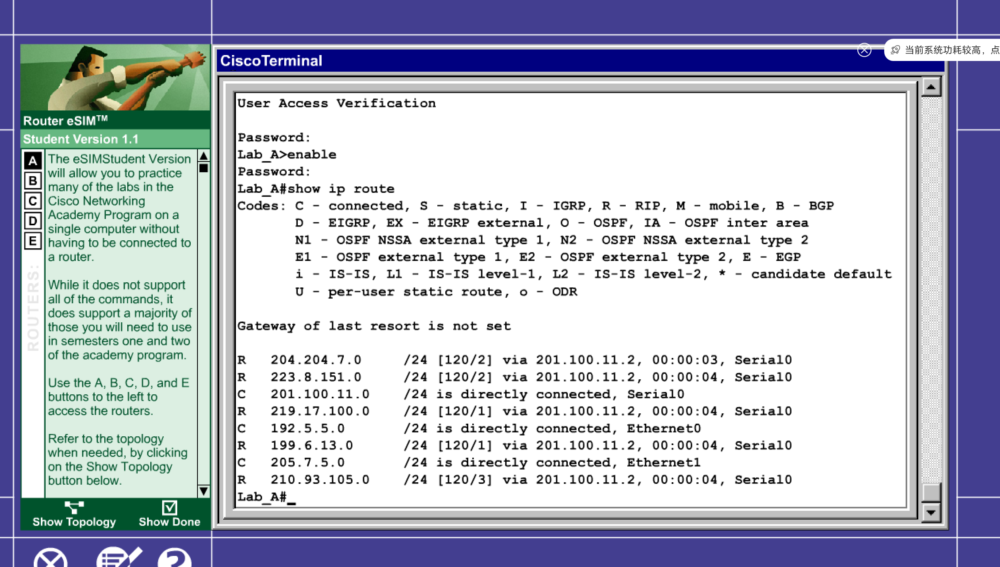 当前系统功耗较高，点
CiscoTerminal
Router eSIM™
Student Version 1.1
A
B
C
D
E
ROUTERS:
The eSIMStudent Version
will allow you to practice
many of the labs in the
Cisco Networking
Academy Program on a
single computer without
having to be connected to
a router.
While it does not support
all of the commands, it
does support a majority of
those you will need to use
in semesters one and two
of the academy program.
Use the A, B, C, D, and E
buttons to the left to
access the routers.
Refer to the topology
when needed, by clicking
on the Show Topology
button below.
Show Topology
Show Done
User Access Verification
Password:
Lab_A>enable
Password:
Lab_A#show ip route
Codes: C - connected, S - static, I - IGRP, R - RIP, M - mobile, B - BGP
D - EIGRP, EX - EIGRP external, O - OSPF, IA - OSPF inter area
N1 - OSPF NSSA external type 1, N2 - OSPF NSSA external type 2
E1 - OSPF external type 1, E2 - OSPF external type 2, E - EGP
i - IS-IS, L1 - IS-IS level-1, L2 - IS-IS level-2, * - candidate default
U - per-user static route, o - ODR
Gateway of last resort is not set
R 204.204.7.0 /24 [120/2] via 201.100.11.2, 00:00:03, Serial0
R 223.8.151.0 /24 [120/2] via 201.100.11.2, 00:00:04, Serial0
C 201.100.11.0 /24 is directly connected, Serial0
R 219.17.100.0 /24 [120/1] via 201.100.11.2, 00:00:04, Serial0
C 192.5.5.0 /24 is directly connected, Ethernet0
R 199.6.13.0 /24 [120/1] via 201.100.11.2, 00:00:04, Serial0
C 205.7.5.0 /24 is directly connected, Ethernet1
R 210.93.105.0 /24 [120/3] via 201.100.11.2, 00:00:04, Serial0
Lab_A#_